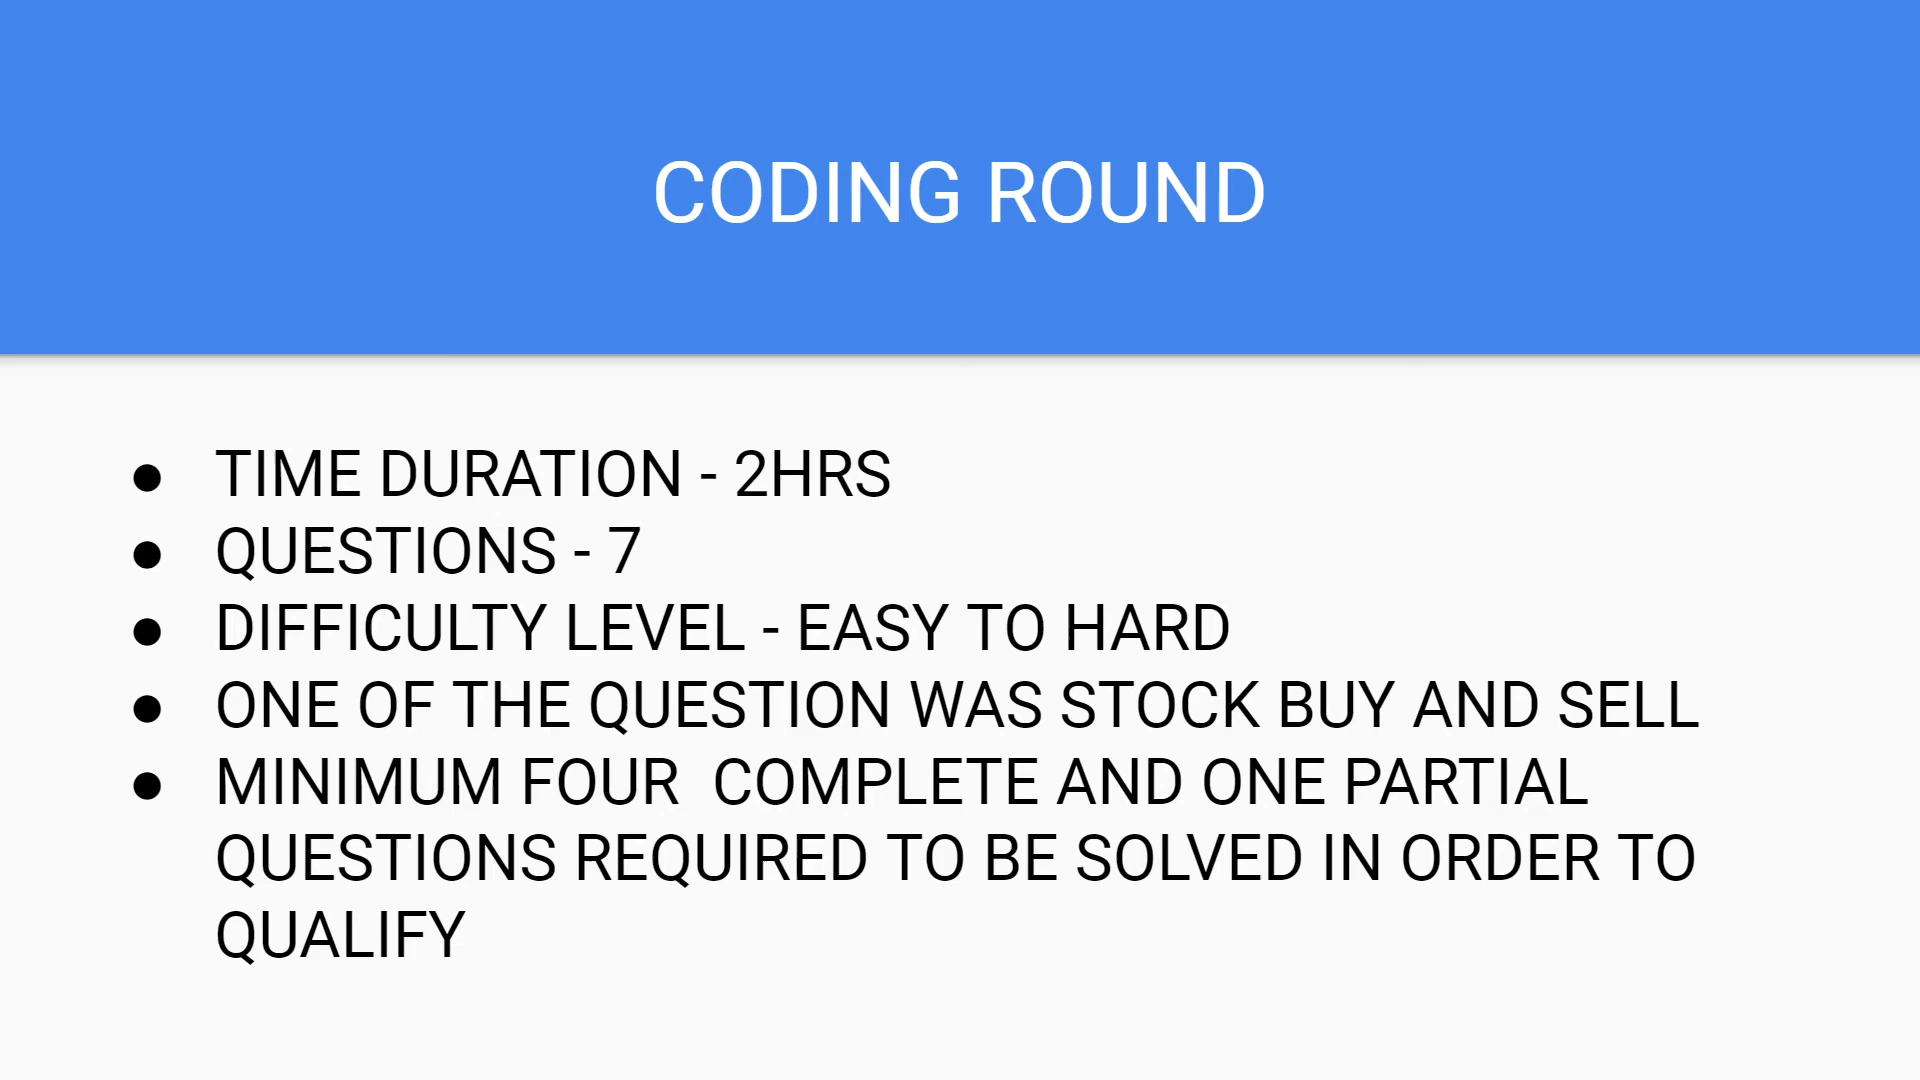 CODING ROUND
● TIME DURATION - 2HRS
● QUESTIONS - 7
● DIFFICULTY LEVEL - EASY TO HARD
● ONE OF THE QUESTION WAS STOCK BUY AND SELL
● MINIMUM FOUR  COMPLETE AND ONE PARTIAL
QUESTIONS REQUIRED TO BE SOLVED IN ORDER TO
QUALIFY